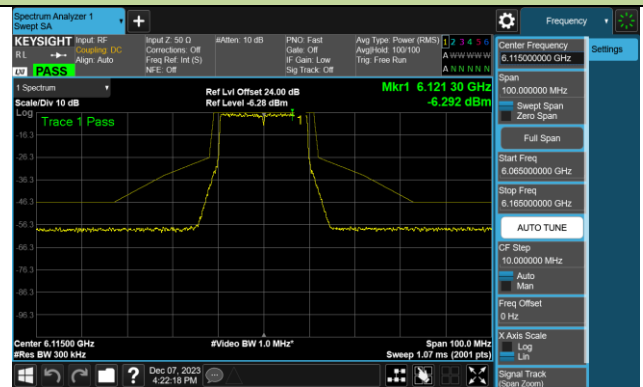 Spectrum Analyzer 1
Swept SA
Frequency
KEYSIGHT
Input: RF
Coupling: DC
Align: Auto
Input Z: 50 Ω
Corrections: Off
Freq Ref: Int (S)
NFE: Off
#Atten: 10 dB
PNO: Fast
Gate: Off
IF Gain: Low
Sig Track: Off
Avg Type: Power (RMS)
Avg|Hold: 100/100
Trig: Free Run
1 2 3 4 5 6
A W W W W W
A N N N N N
RL
LXI
PASS
1 Spectrum
Scale/Div 10 dB
Ref Lvl Offset 24.00 dB
Ref Level -6.28 dBm
Mkr1 6.121 30 GHz
-6.292 dBm
Log
Trace 1 Pass
1
-16.3
-26.3
-36.3
-46.3
-56.3
-66.3
-76.3
-86.3
-96.3
Center 6.11500 GHz
#Res BW 300 kHz
#Video BW 1.0 MHz*
Span 100.0 MHz
Sweep 1.07 ms (2001 pts)
Dec 07, 2023
4:22:18 PM
Center Frequency
6.115000000 GHz
Settings
Span
100.000000 MHz
Swept Span
Zero Span
Full Span
Start Freq
6.065000000 GHz
Stop Freq
6.165000000 GHz
AUTO TUNE
CF Step
10.000000 MHz
Auto
Man
Freq Offset
0 Hz
X Axis Scale
Log
Lin
Signal Track
(Span Zoom)